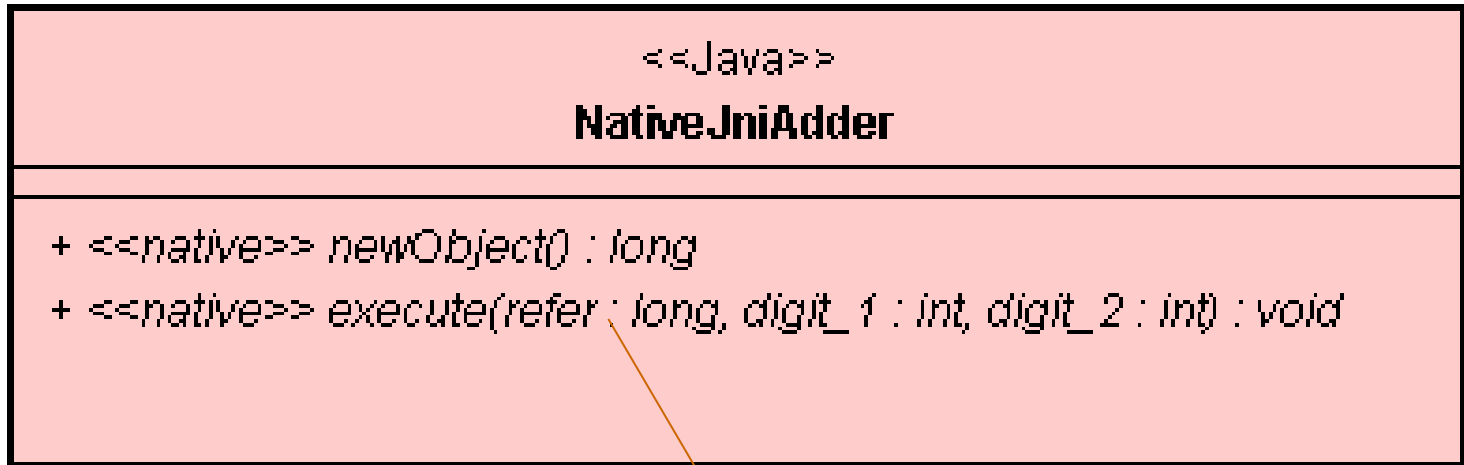 <<Java>>
NativeJniAdder
+ <<native>> newObject() : long
+ <<native>> execute(refer : long, digit_1 : int, digit_2 : int) : void